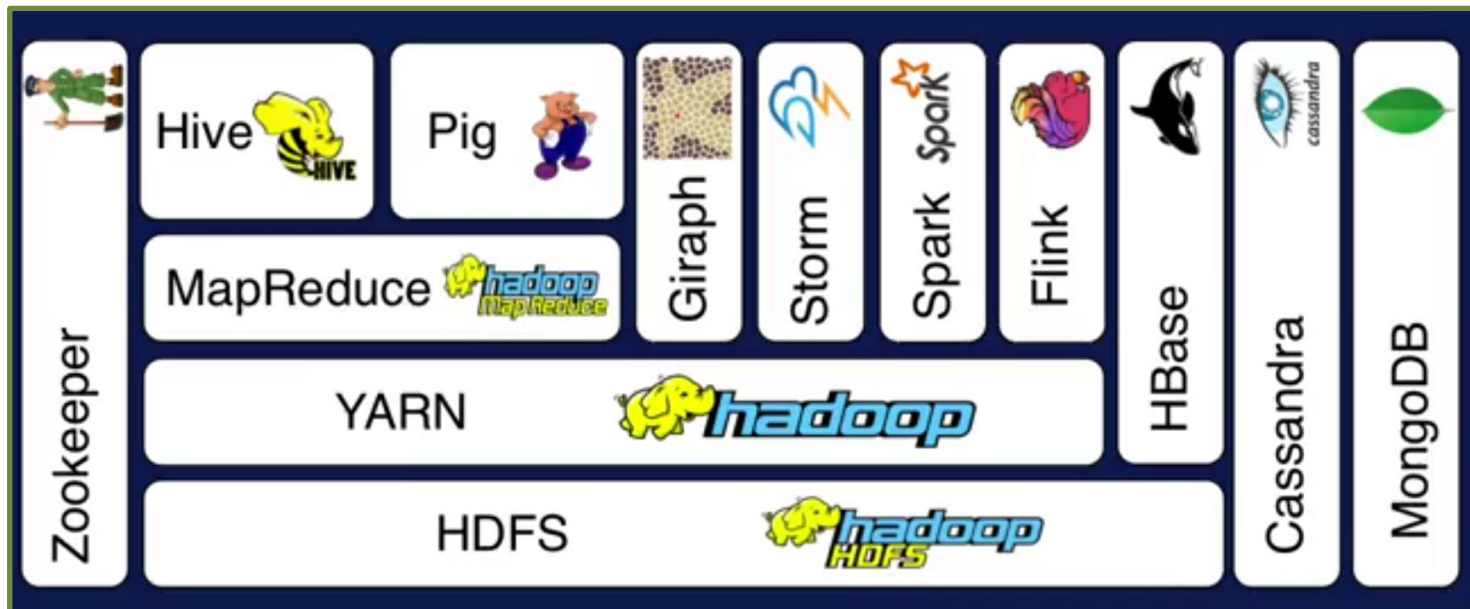 Zookeeper
Hive
HIVE
Pig
MapReduce
hadoop
Map Reduce
Giraph
Storm
Spark
Spark
Flink
HBase
cassandra
Cassandra
MongoDB
YARN
hadoop
HDFS
hadoop
HDFS